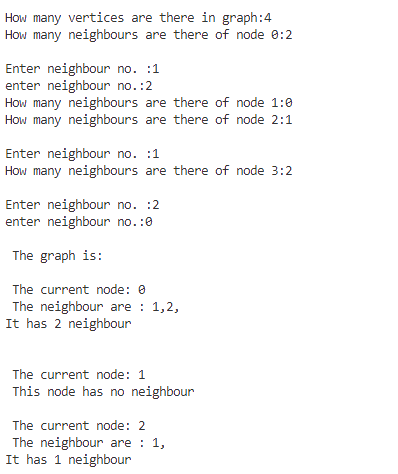 How many vertices are there in graph:4
How many neighbours are there of node 0:2
Enter neighbour no. :1
enter neighbour no.:2
How many neighbours are there of node 1:0
How many neighbours are there of node 2:1
Enter neighbour no. :1
How many neighbours are there of node 3:2
Enter neighbour no. :2
enter neighbour no.:0
The graph is:
The current node: 0
The neighbour are : 1,2,
It has 2 neighbour
The current node: 1
This node has no neighbour
The current node: 2
The neighbour are : 1,
It has 1 neighbour